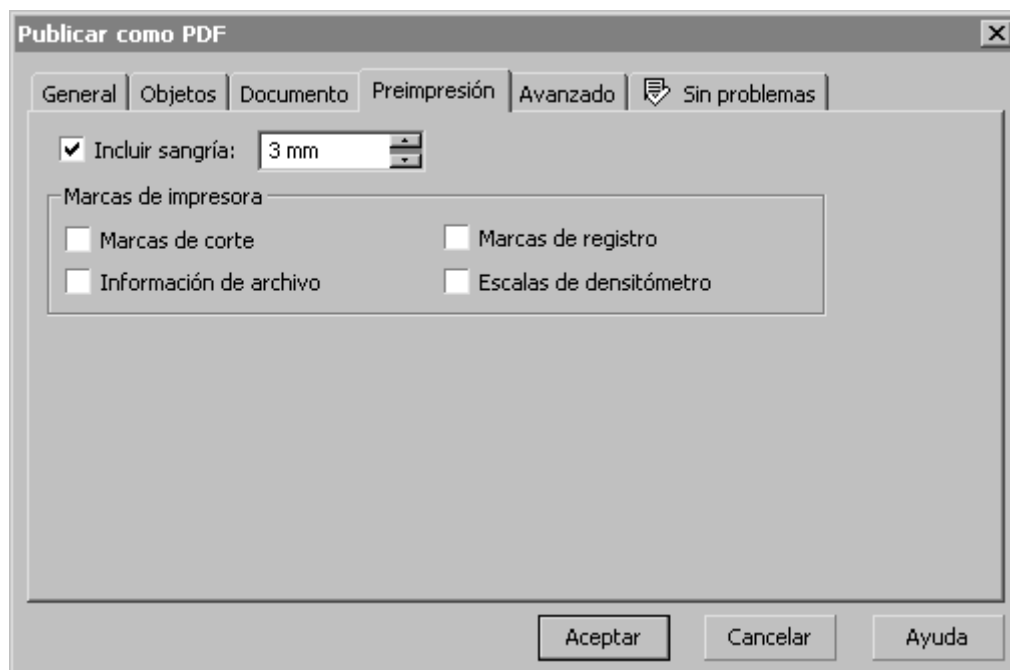 Publicar como PDF
General Objetos Documento Preimpresión Avanzado Sin problemas
Incluir sangría: 3 mm
Marcas de impresora
Marcas de corte Marcas de registro
Información de archivo Escalas de densitómetro
Aceptar Cancelar Ayuda